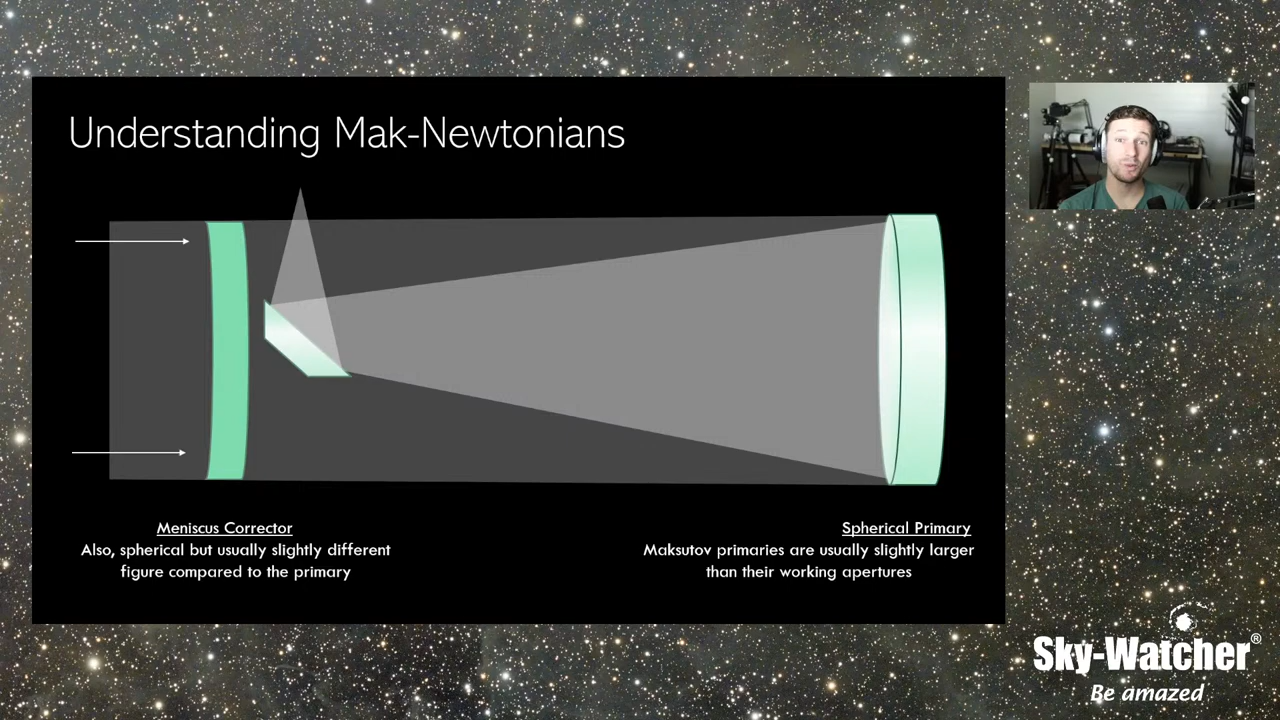 Understanding Mak-Newtonians
Meniscus Corrector
Also, spherical but usually slightly different
figure compared to the primary
Spherical Primary
Maksutov primaries are usually slightly larger
than their working apertures
Sky-Watcher®
Be amazed